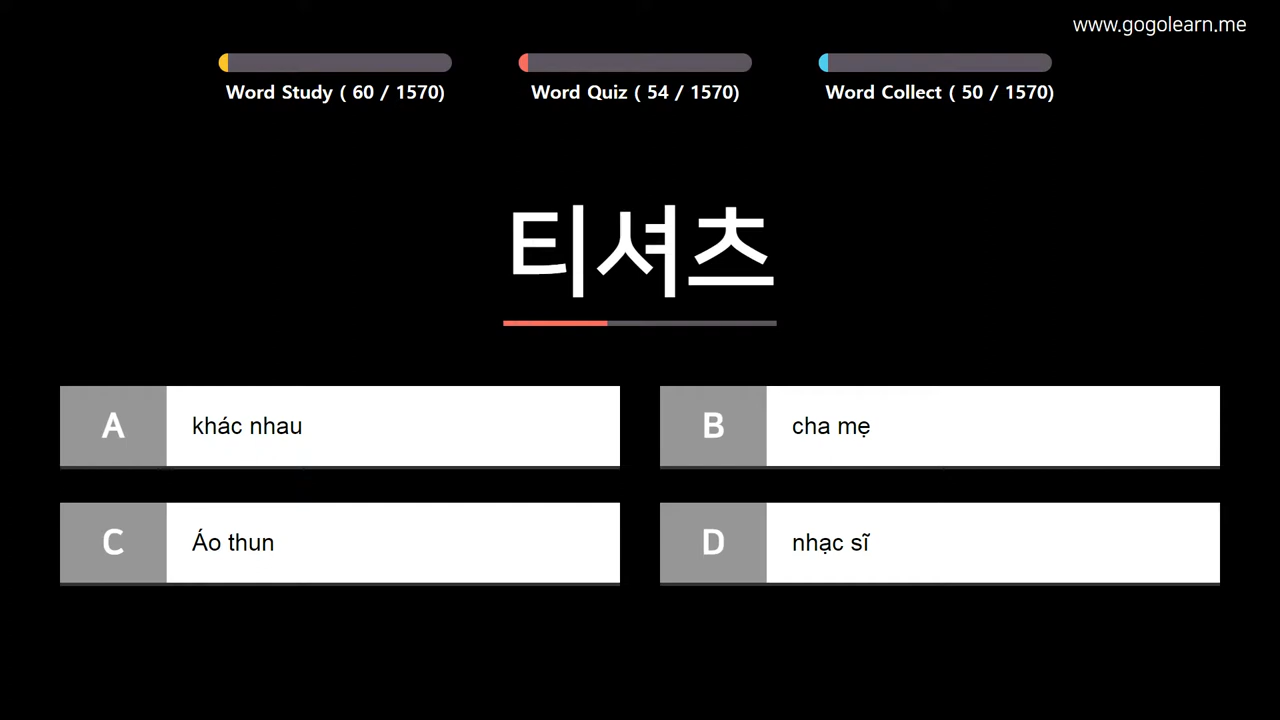 www.gogolearn.me
Word Study ( 60 / 1570)
Word Quiz ( 54 / 1570)
Word Collect ( 50 / 1570)
티셔츠
A khác nhau
B cha mẹ
C Áo thun
D nhạc sĩ